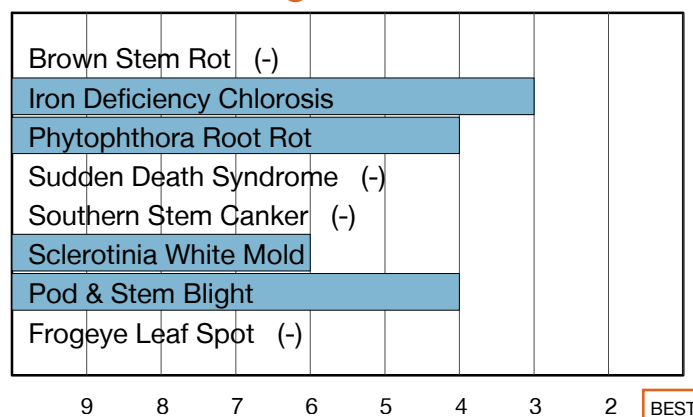 Brown Stem Rot (-)
Iron Deficiency Chlorosis
Phytophthora Root Rot
Sudden Death Syndrome (-)
Southern Stem Canker (-)
Sclerotinia White Mold
Pod & Stem Blight
Frogeye Leaf Spot (-)
9 8 7 6 5 4 3 2 BEST